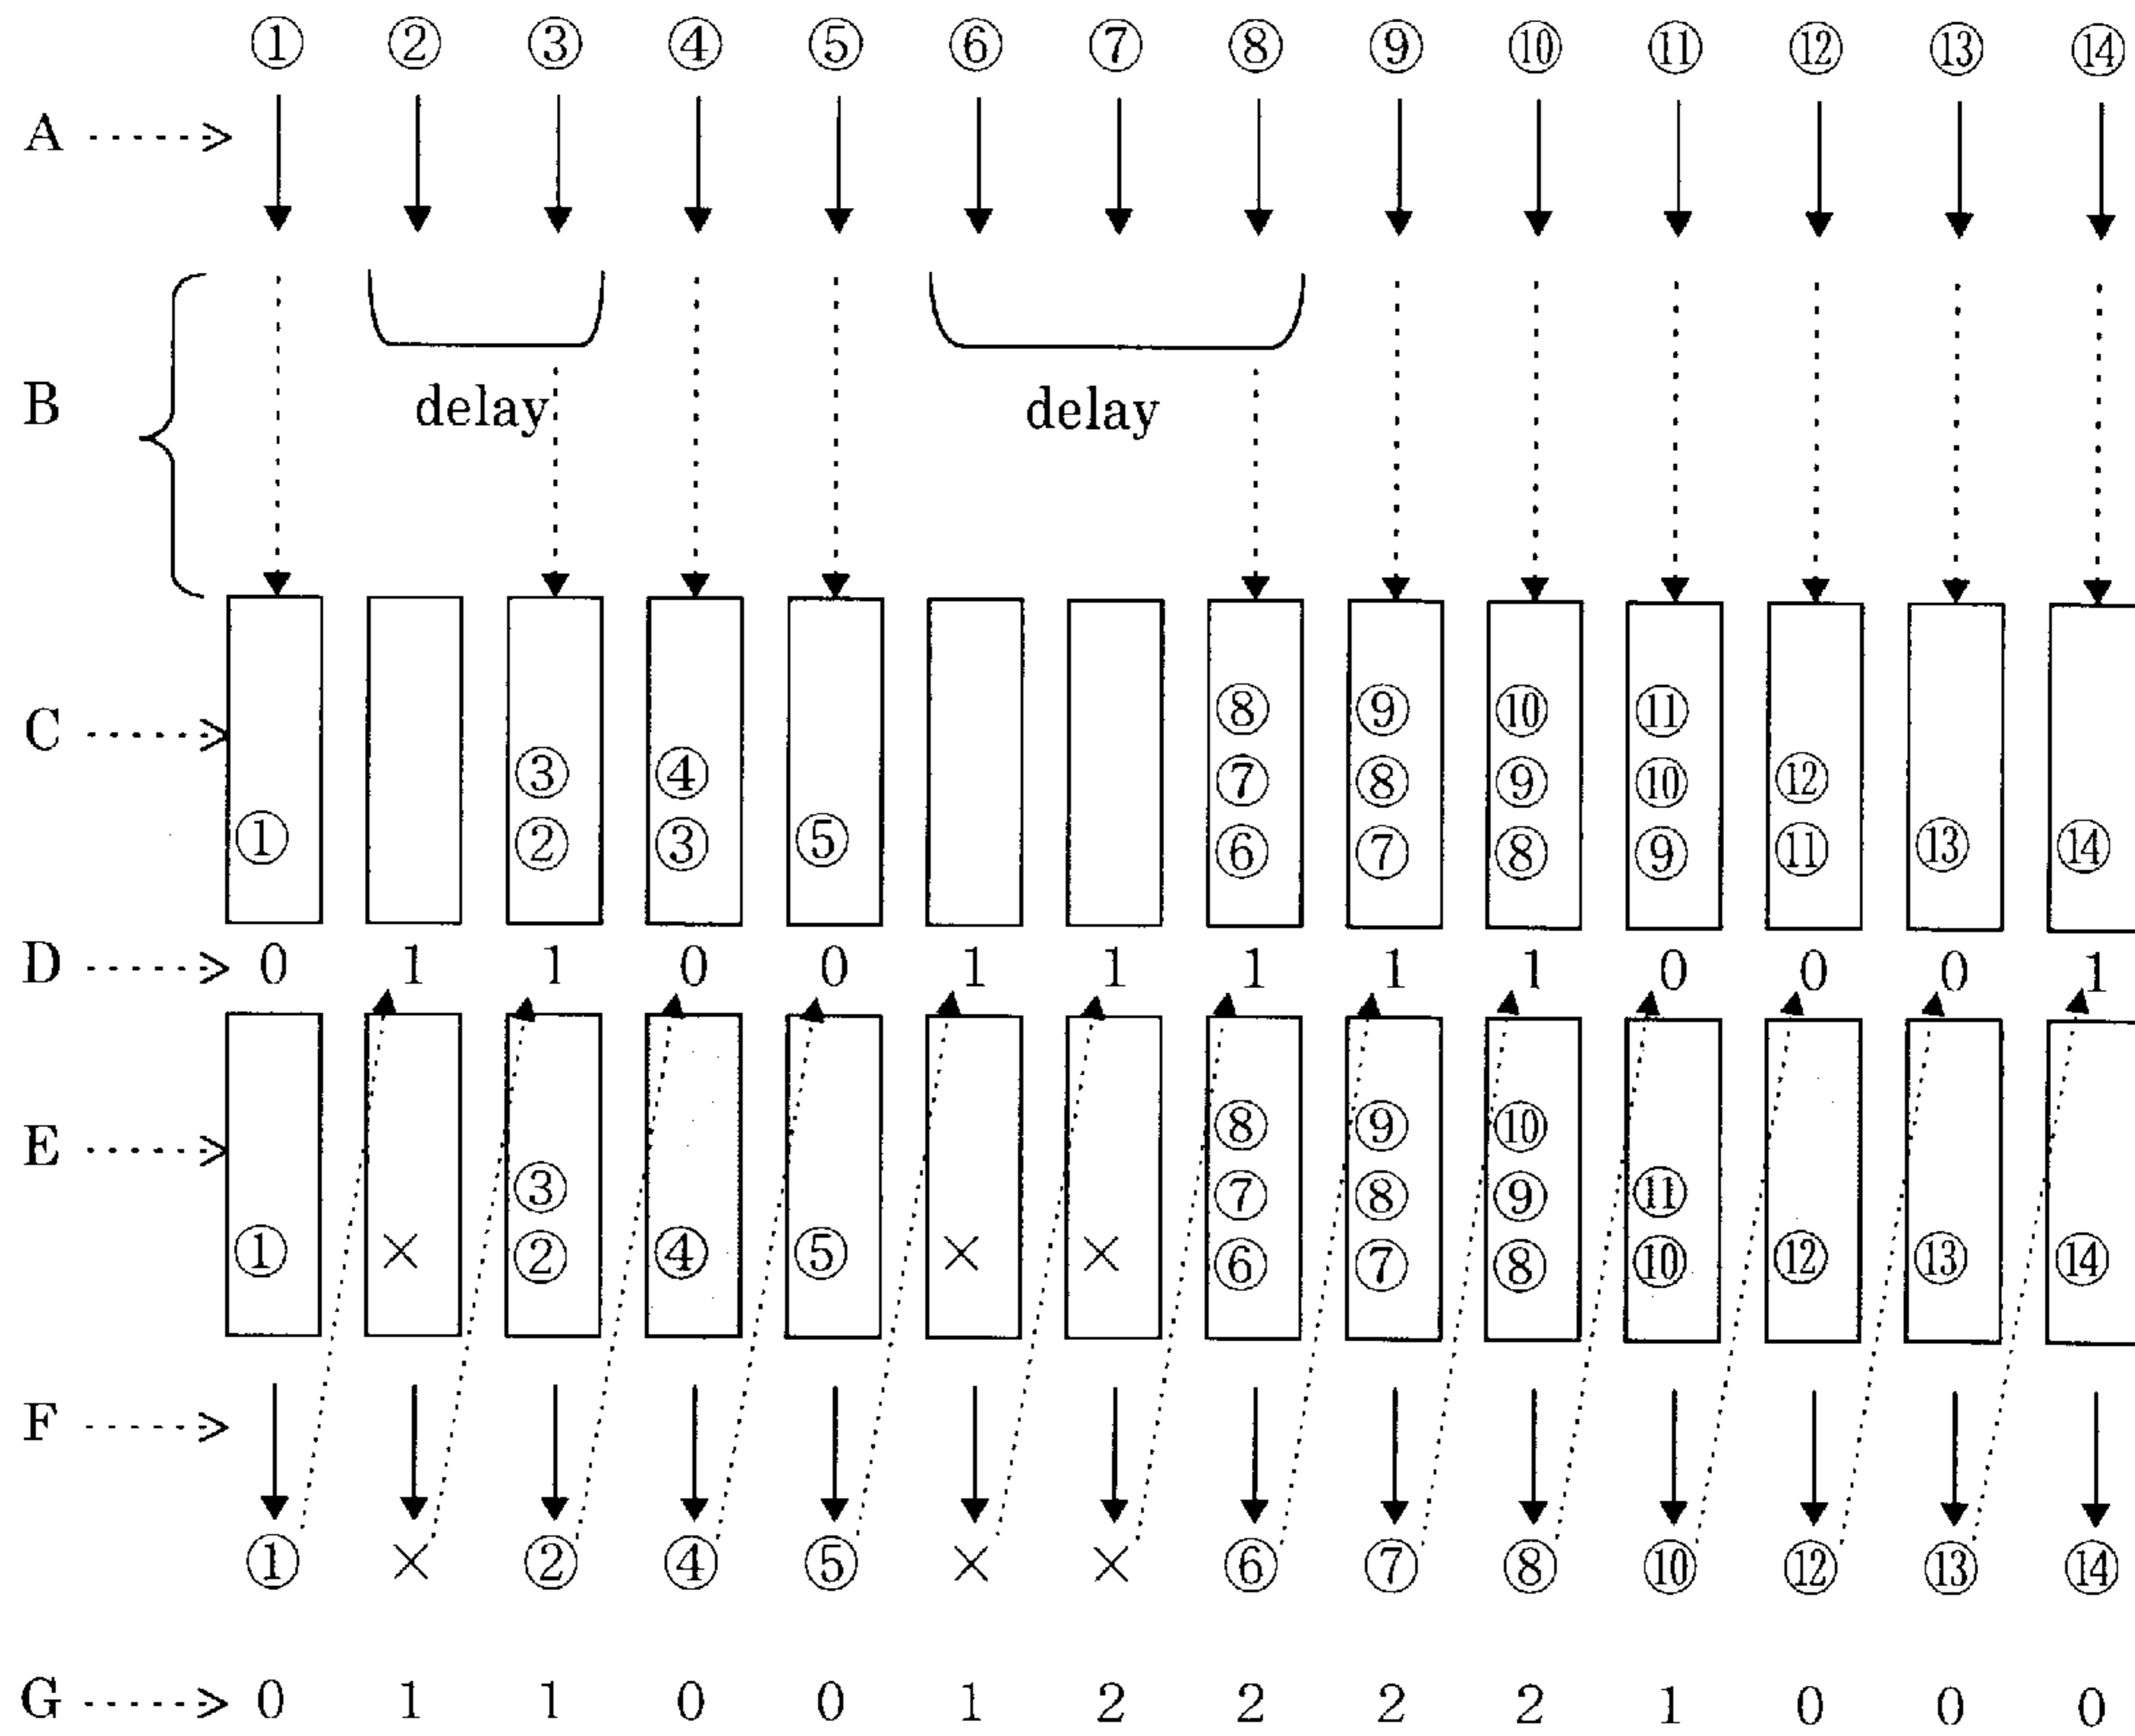 ① ② ③ ④ ⑤ ⑥ ⑦ ⑧ ⑨ ⑩ ⑪ ⑫ ⑬ ⑭
A
B delay delay
C
⑧ ⑨ ⑩ ⑪
③ ④ ⑦ ⑧ ⑨ ⑩ ⑫
① ② ③ ⑤ ⑥ ⑦ ⑧ ⑨ ⑪ ⑬ ⑭
D 0 1 1 0 0 1 1 1 1 1 0 0 0 1
⑧ ⑨ ⑩
E
③ ⑦ ⑧ ⑨ ⑪
① × ② ④ ⑤ × × ⑥ ⑦ ⑧ ⑩ ⑫ ⑬ ⑭
F
① × ② ④ ⑤ × × ⑥ ⑦ ⑧ ⑩ ⑫ ⑬ ⑭
G 0 1 1 0 0 1 2 2 2 2 1 0 0 0